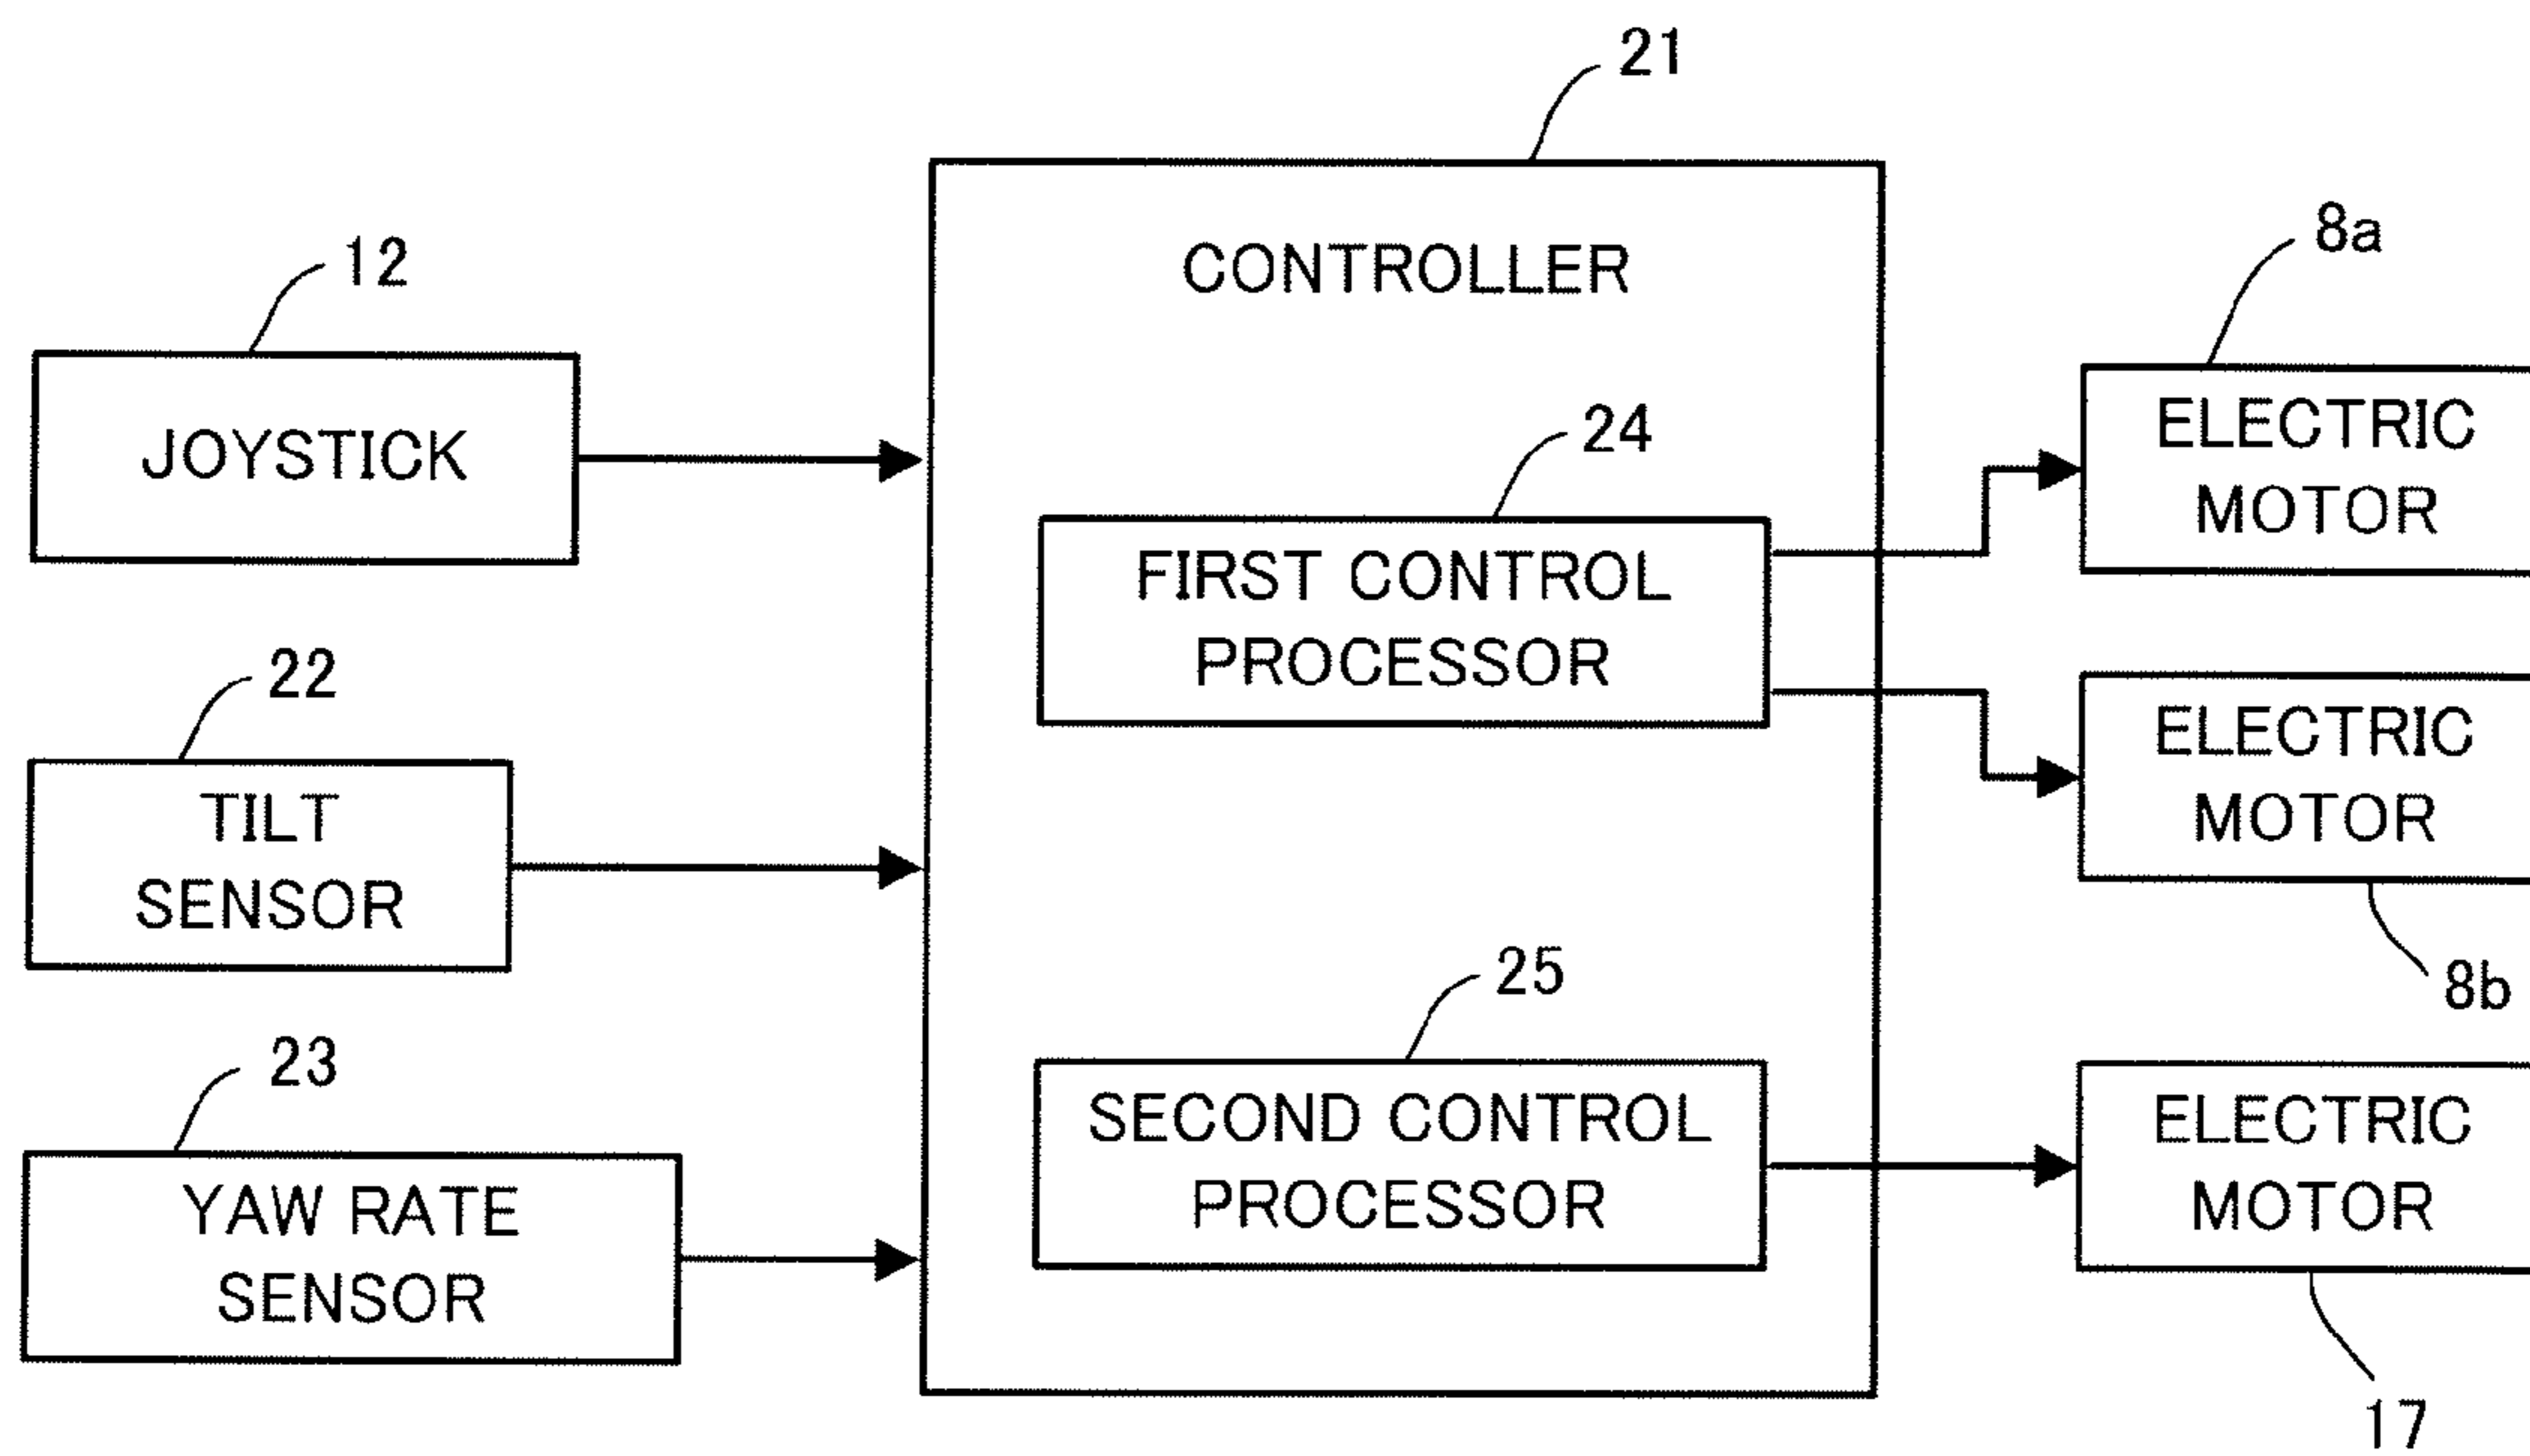 21
CONTROLLER
12
JOYSTICK
8a
ELECTRIC
MOTOR
24
FIRST CONTROL
PROCESSOR
22
TILT
SENSOR
ELECTRIC
MOTOR
8b
25
SECOND CONTROL
PROCESSOR
23
YAW RATE
SENSOR
ELECTRIC
MOTOR
17